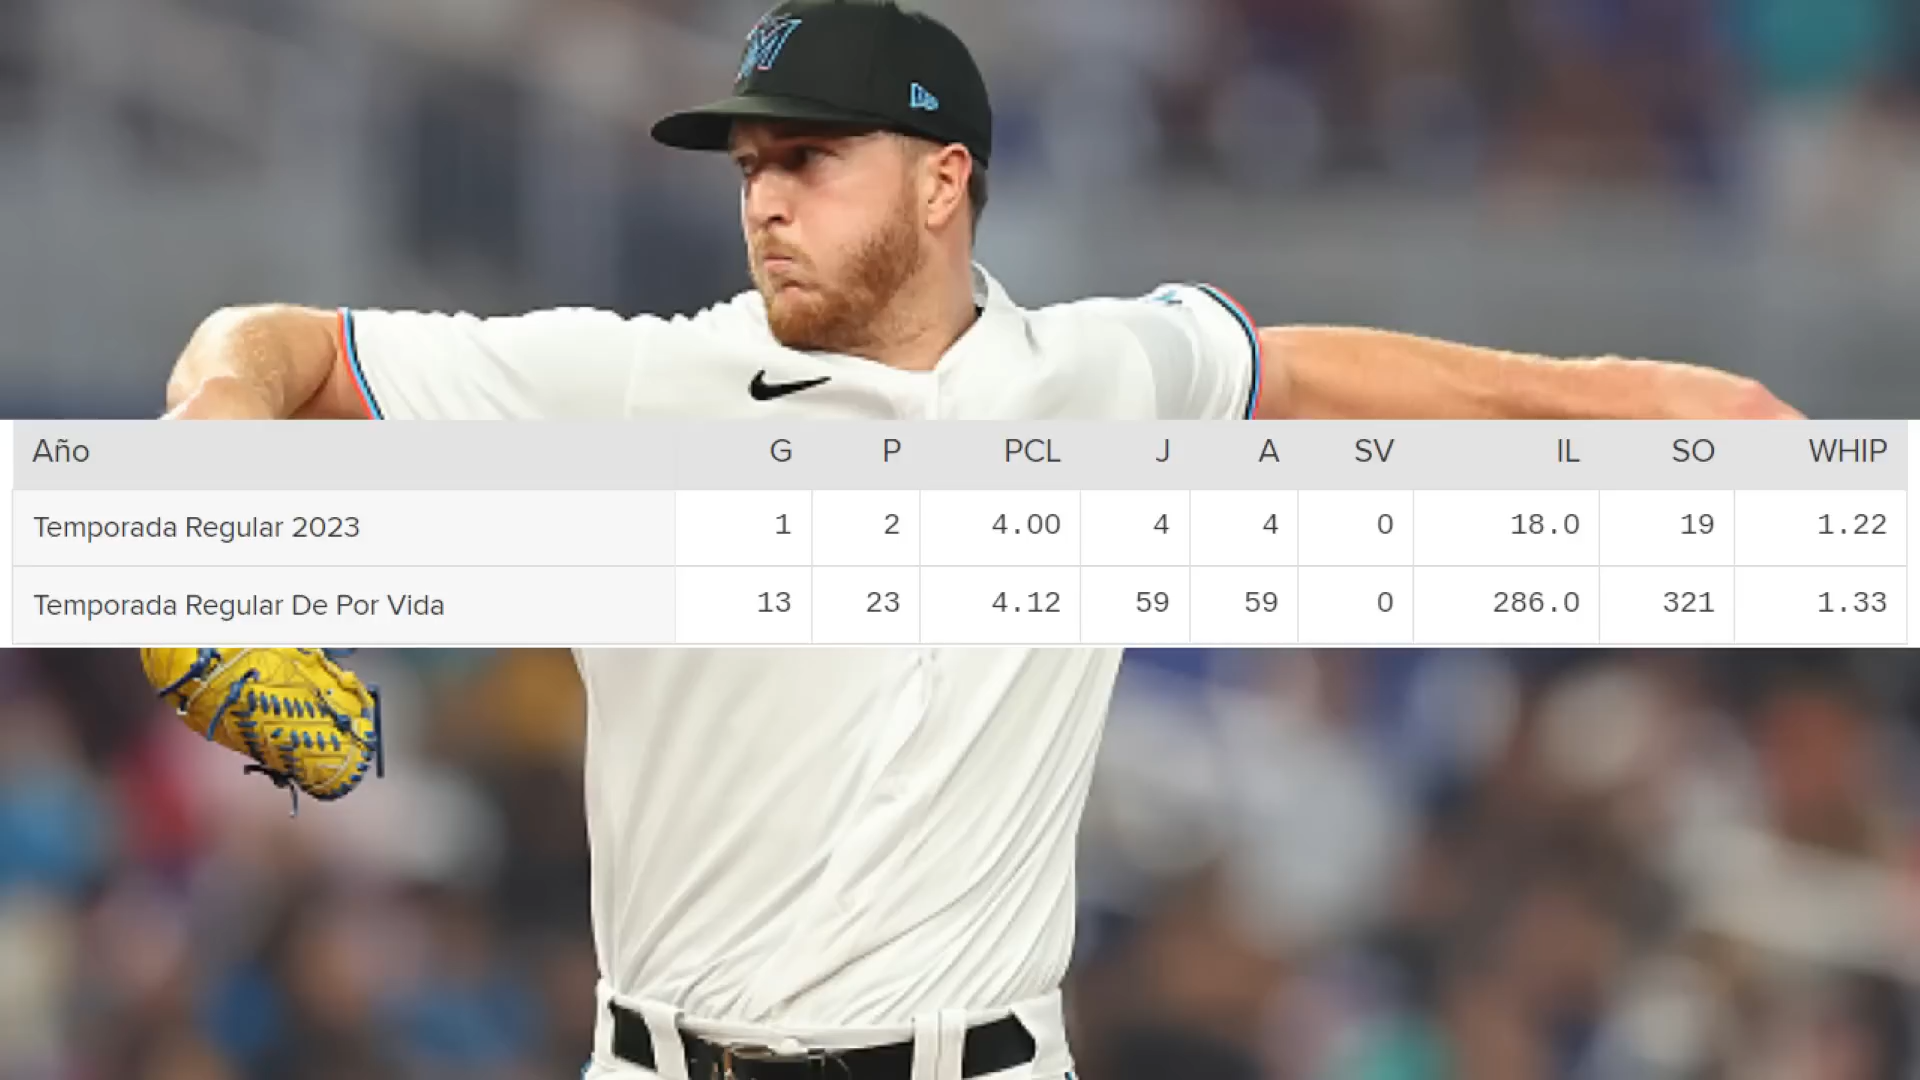 Año G P PCL J A SV IL SO WHIP
Temporada Regular 2023 1 2 4.00 4 4 0 18.0 19 1.22
Temporada Regular De Por Vida 13 23 4.12 59 59 0 286.0 321 1.33